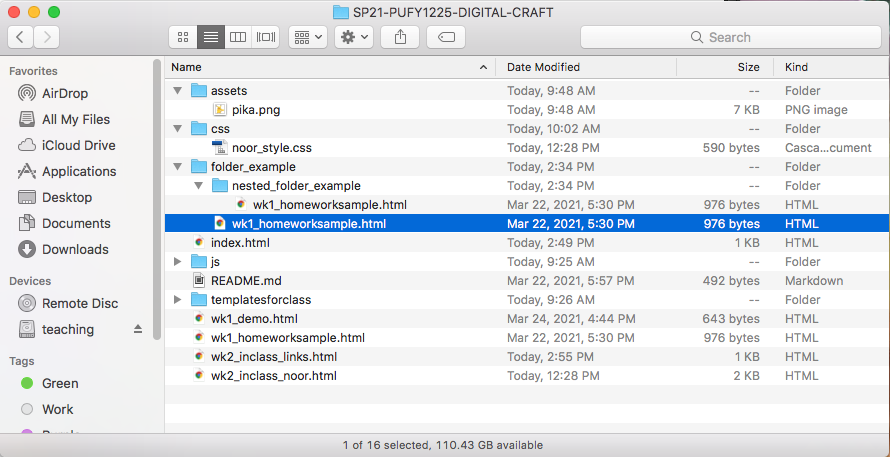 SP21-PUFY1225-DIGITAL-CRAFT
Search
Favorites
AirDrop
All My Files
iCloud Drive
Applications
Desktop
Documents
Downloads
Devices
Remote Disc
teaching
Tags
Green
Work
Purple
Name Date Modified Size Kind
assets Today, 9:48 AM -- Folder
pika.png Today, 9:48 AM 7 KB PNG image
css Today, 10:02 AM -- Folder
noor_style.css Today, 12:28 PM 590 bytes Casca...cument
folder_example Today, 2:34 PM -- Folder
nested_folder_example Today, 2:34 PM -- Folder
wk1_homeworksample.html Mar 22, 2021, 5:30 PM 976 bytes HTML
wk1_homeworksample.html Mar 22, 2021, 5:30 PM 976 bytes HTML
index.html Today, 2:49 PM 1 KB HTML
js Today, 9:25 AM -- Folder
README.md Mar 22, 2021, 5:57 PM 492 bytes Markdown
templatesforclass Today, 9:26 AM -- Folder
wk1_demo.html Mar 24, 2021, 4:44 PM 643 bytes HTML
wk1_homeworksample.html Mar 22, 2021, 5:30 PM 976 bytes HTML
wk2_inclass_links.html Today, 2:55 PM 1 KB HTML
wk2_inclass_noor.html Today, 12:28 PM 2 KB HTML
1 of 16 selected, 110.43 GB available